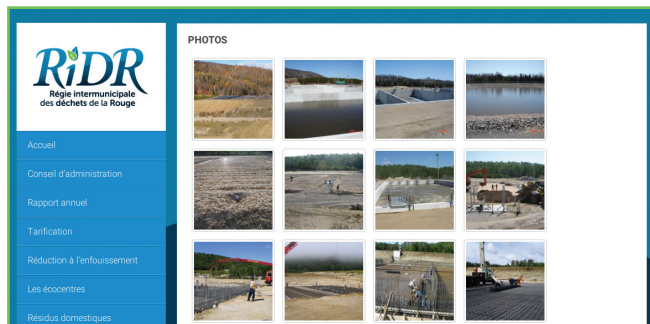 RïDR
Régie intermunicipale
des déchets de la Rouge
Accueil
Conseil d'administration
Rapport annuel
Tarification
Réduction à l'enfouissement
Les écocentres
Résidus domestiques
PHOTOS